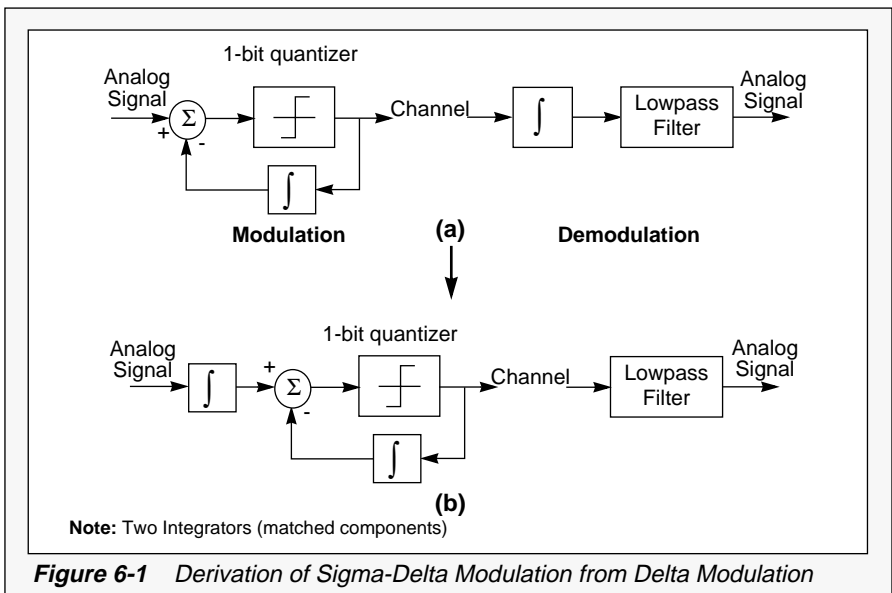 1-bit quantizer
Analog
Signal
Σ
+
-
∫
Channel
∫
Lowpass
Filter
Analog
Signal
Modulation
(a)
Demodulation
1-bit quantizer
Analog
Signal
∫
+
Σ
-
∫
Channel
Lowpass
Filter
Analog
Signal
(b)
Note: Two Integrators (matched components)
Figure 6-1 Derivation of Sigma-Delta Modulation from Delta Modulation